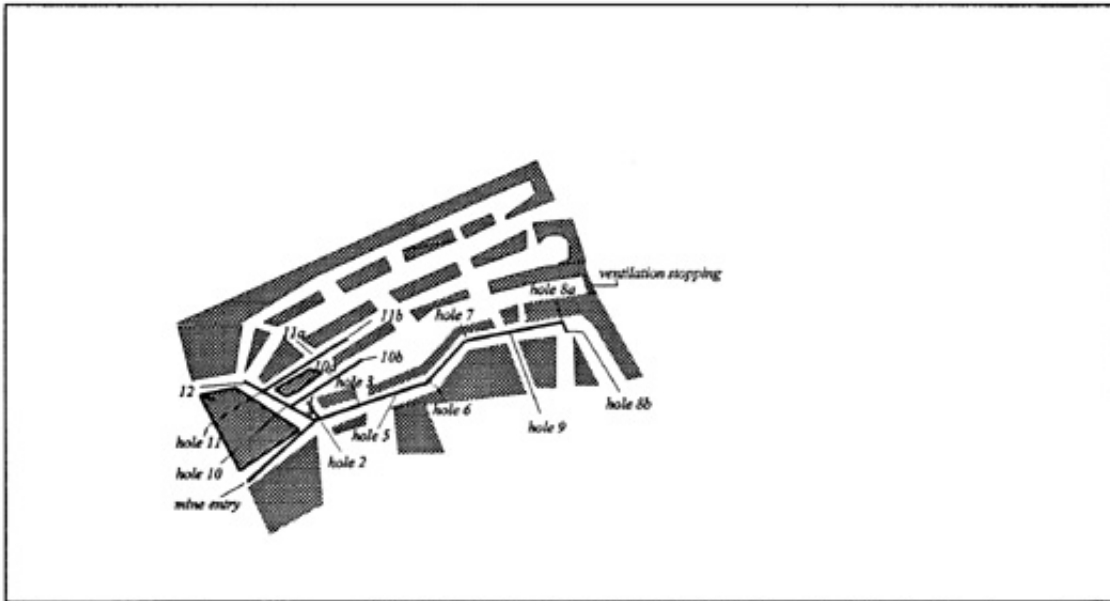 ventilation stopping
hole 8a
hole 7
11b
11a
10b
10a
hole 3
12
hole 6
hole 8b
hole 9
hole 5
hole 11
hole 2
hole 10
mine entry